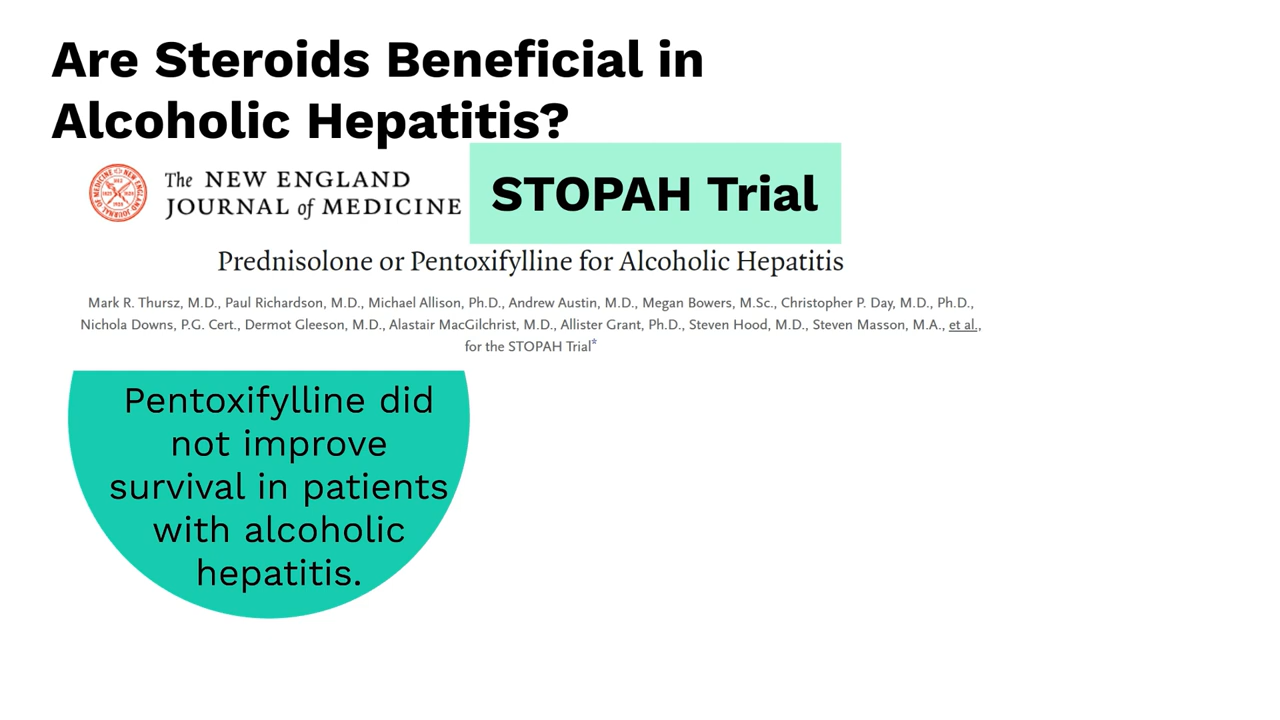 Are Steroids Beneficial in
Alcoholic Hepatitis?
The NEW ENGLAND
JOURNAL of MEDICINE
STOPAH Trial
Prednisolone or Pentoxifylline for Alcoholic Hepatitis
Mark R. Thursz, M.D., Paul Richardson, M.D., Michael Allison, Ph.D., Andrew Austin, M.D., Megan Bowers, M.Sc., Christopher P. Day, M.D., Ph.D.,
Nichola Downs, P.G. Cert., Dermot Gleeson, M.D., Alastair MacGilchrist, M.D., Allister Grant, Ph.D., Steven Hood, M.D., Steven Masson, M.A., et al.,
for the STOPAH Trial*
Pentoxifylline did
not improve
survival in patients
with alcoholic
hepatitis.